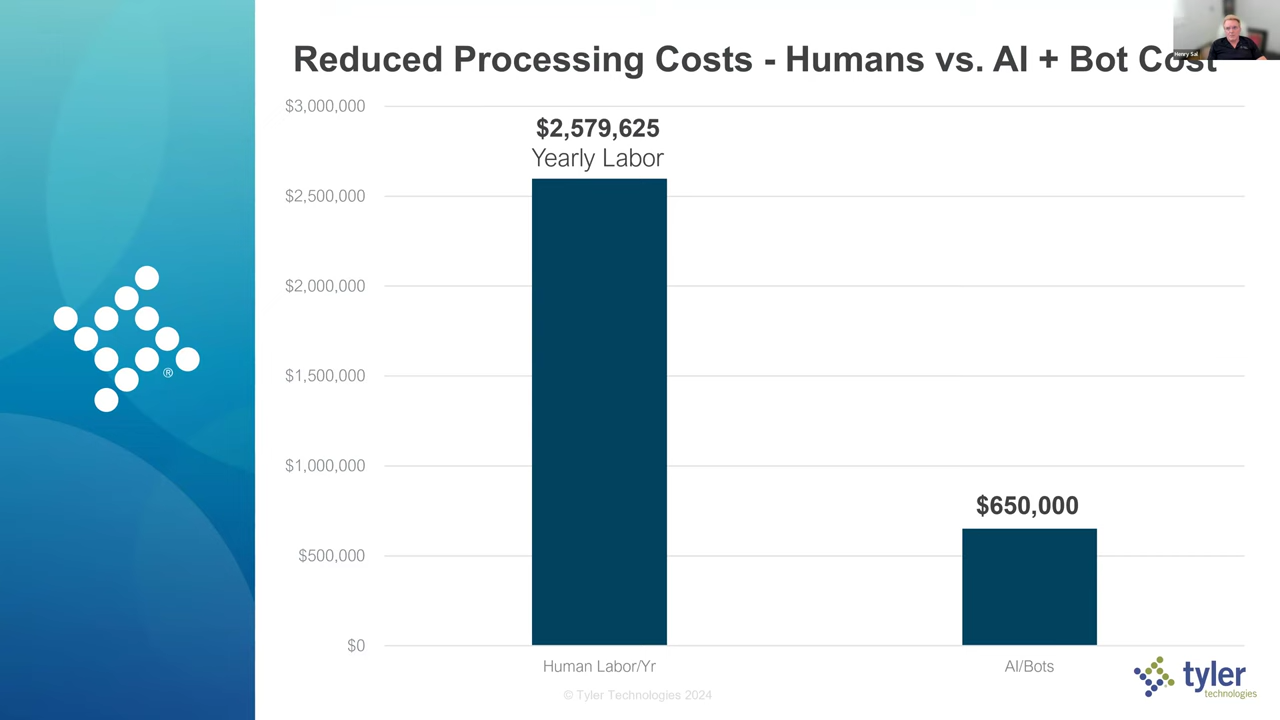 Reduced Processing Costs - Humans vs. AI + Bot Cost
Henry Sal
$3,000,000
$2,579,625
Yearly Labor
$2,500,000
$2,000,000
$1,500,000
®
$1,000,000
$650,000
$500,000
$0
Human Labor/Yr
AI/Bots
tyler
technologies
© Tyler Technologies 2024